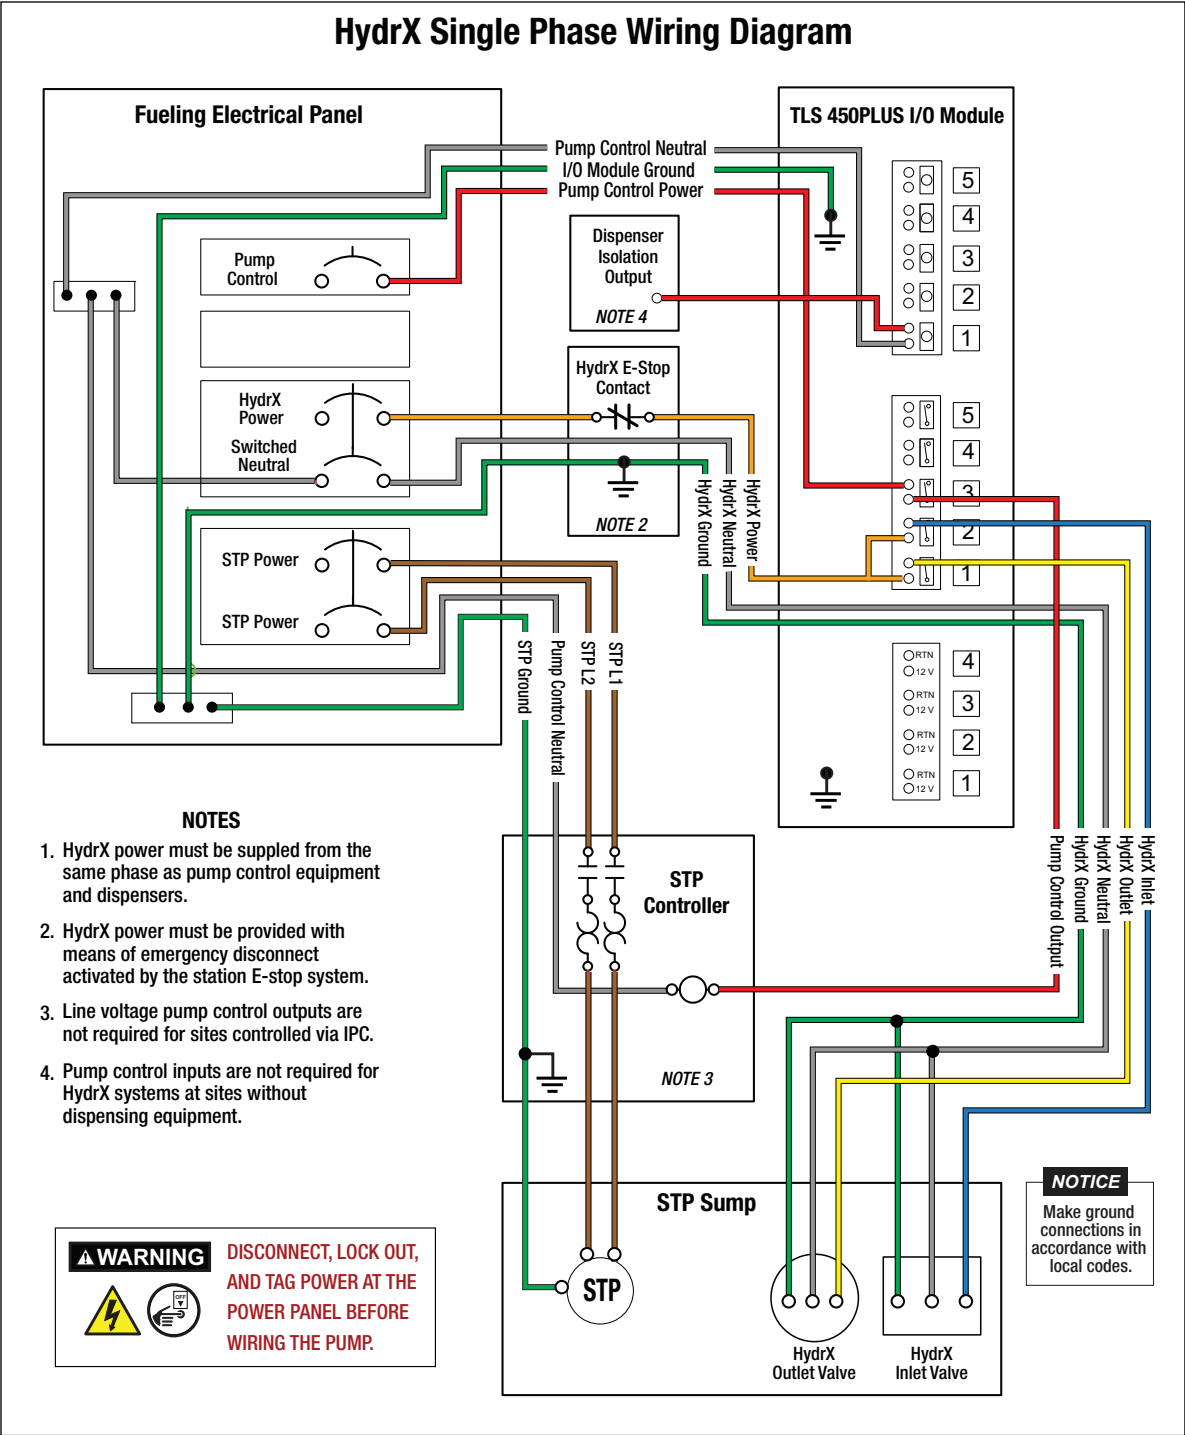 HydrX Single Phase Wiring Diagram
Fueling Electrical Panel
TLS 450PLUS I/O Module
Pump Control Neutral
I/O Module Ground
Pump Control Power
Pump
Control
HydrX
Power
Switched
Neutral
STP Power
STP Power
Dispenser
Isolation
Output
NOTE 4
HydrX E-Stop
Contact
NOTE 2
HydrX Ground
HydrX Neutral
HydrX Power
5
4
3
2
1
5
4
3
2
1
RTN
12 V
4
RTN
12 V
3
RTN
12 V
2
RTN
12 V
1
STP Ground
Pump Control Neutral
STP L2
STP L1
Pump Control Output
HydrX Ground
HydrX Neutral
HydrX Outlet
HydrX Inlet
STP
Controller
NOTE 3
NOTES
1. HydrX power must be suppled from the
same phase as pump control equipment
and dispensers.
2. HydrX power must be provided with
means of emergency disconnect
activated by the station E-stop system.
3. Line voltage pump control outputs are
not required for sites controlled via IPC.
4. Pump control inputs are not required for
HydrX systems at sites without
dispensing equipment.
STP Sump
STP
HydrX
Outlet Valve
HydrX
Inlet Valve
NOTICE
Make ground
connections in
accordance with
local codes.
WARNING
OFF
DISCONNECT, LOCK OUT,
AND TAG POWER AT THE
POWER PANEL BEFORE
WIRING THE PUMP.